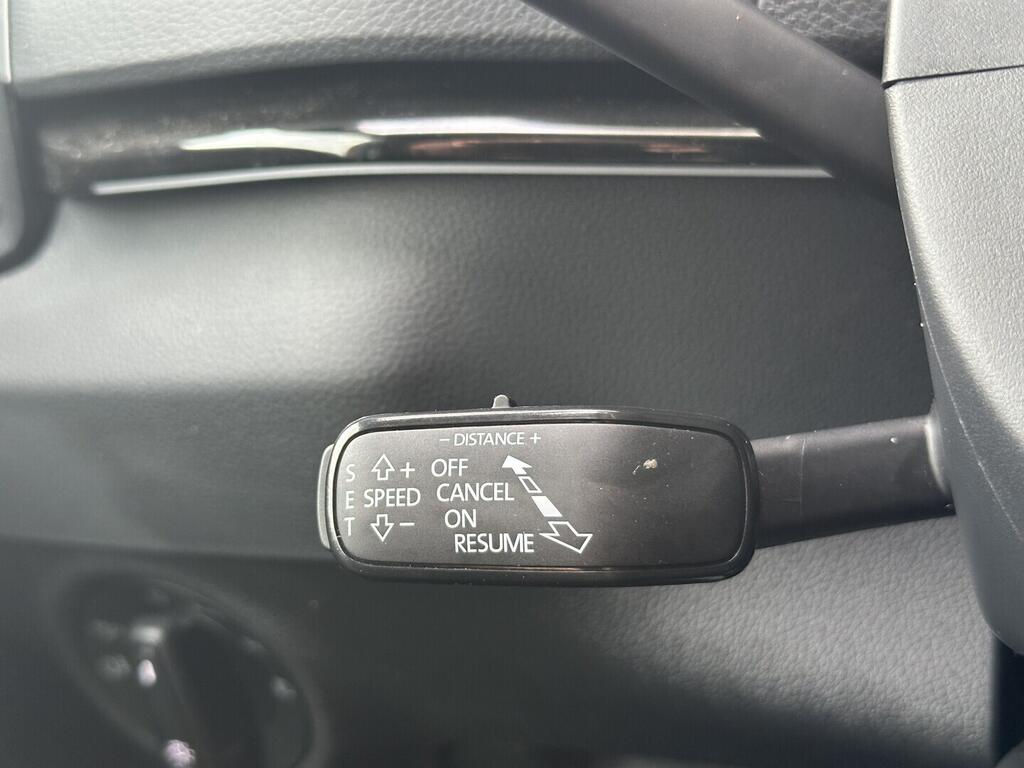 − DISTANCE +
S + OFF
E SPEED CANCEL
T − ON
RESUME